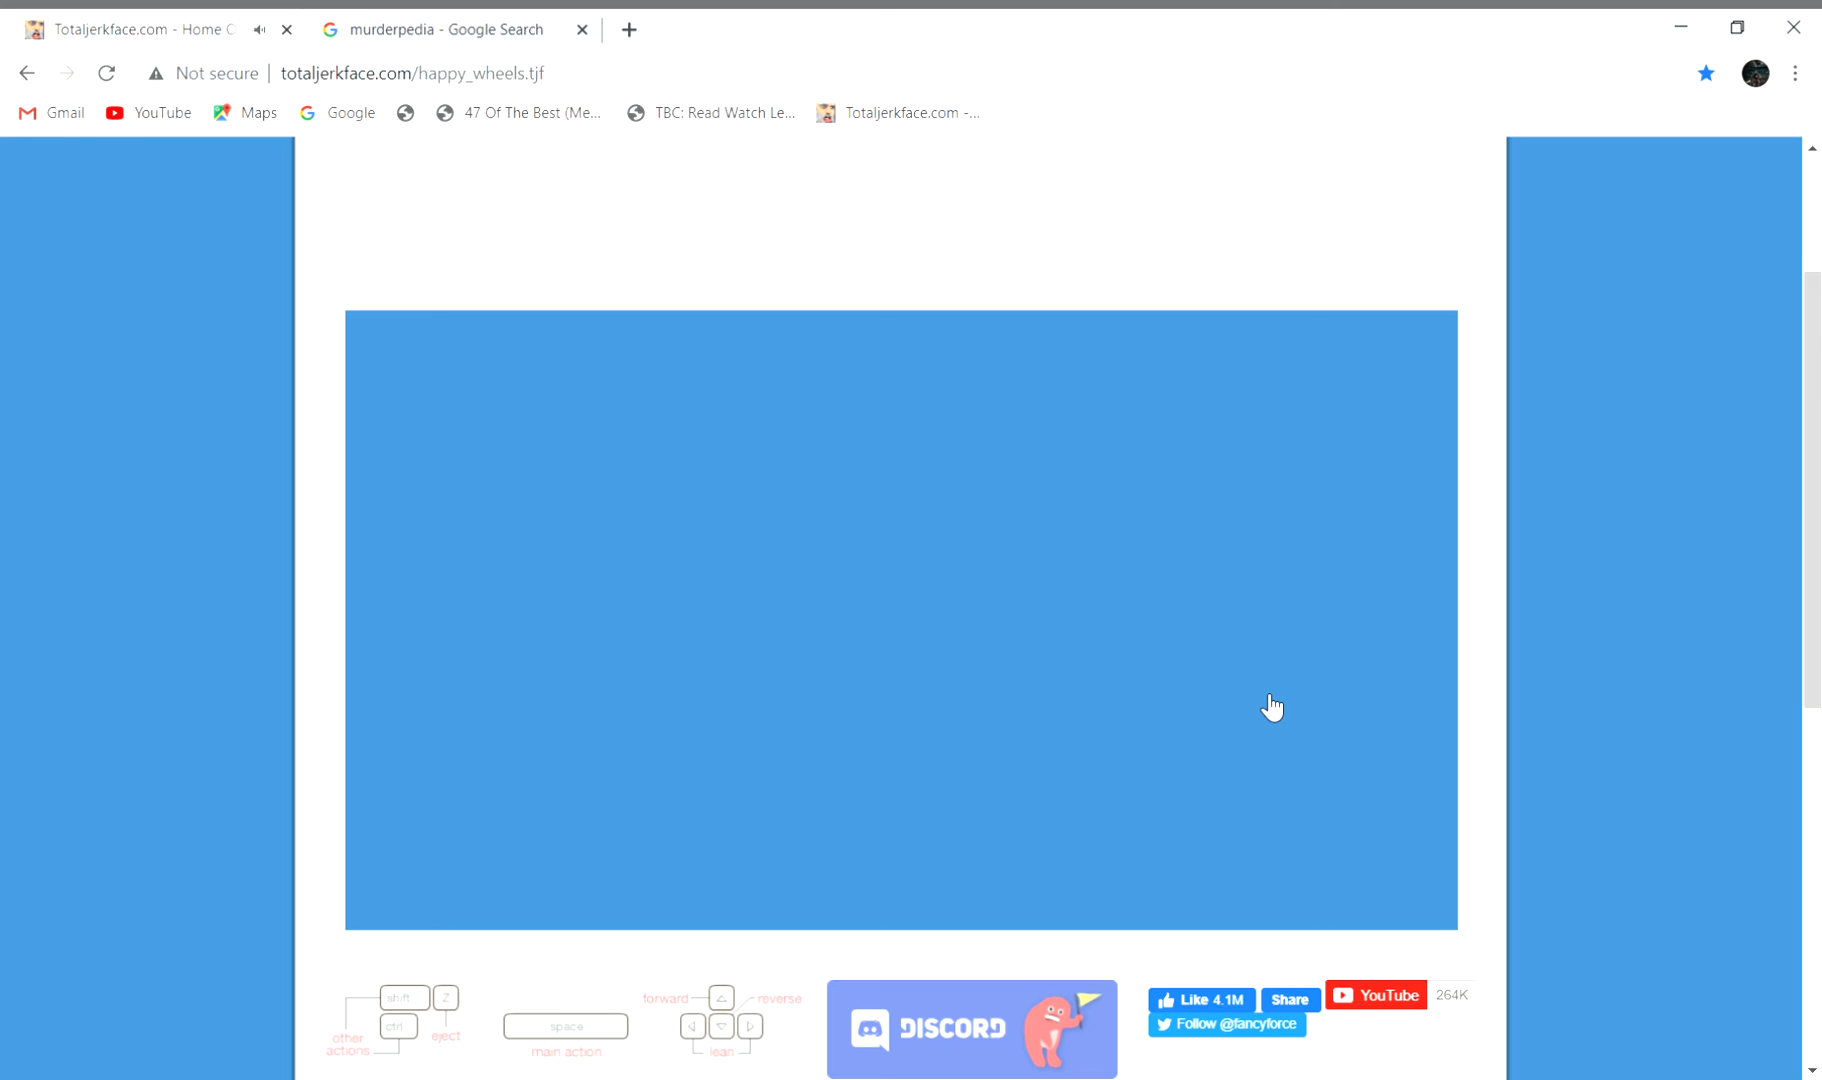 Totaljerkface.com - Home O
murderpedia - Google Search
Not secure
totaljerkface.com/happy_wheels.tjf
Gmail
YouTube
Maps
Google
47 Of The Best (Me...
TBC: Read Watch Le...
Totaljerkface.com -...
shift
Z
ctrl
other
actions
eject
space
main action
forward
reverse
lean
DISCORD
Like 4.1M
Share
YouTube
264K
Follow @fancyforce